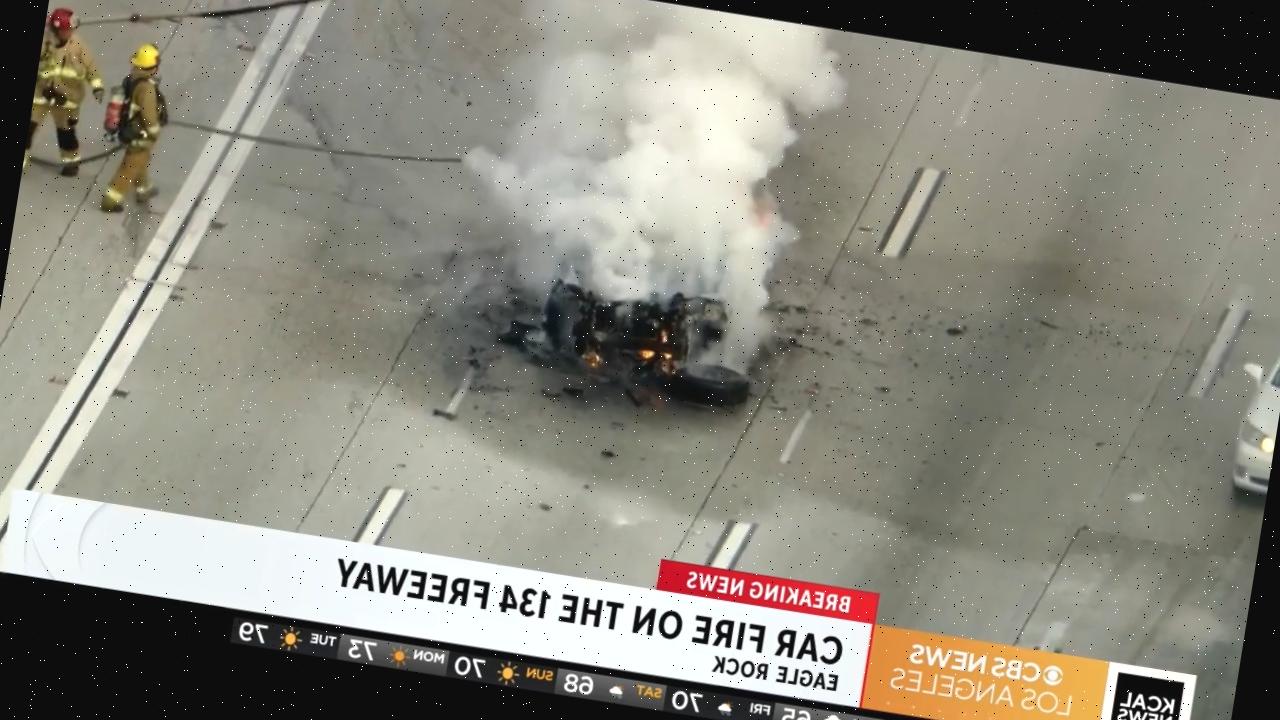 BREAKING NEWS
CAR FIRE ON THE 134 FREEWAY
EAGLE ROCK
CBS NEWS
LOS ANGELES
KCAL
NEWS
65 FRI 70 SAT 68 SUN 70 MON 73 TUE 79